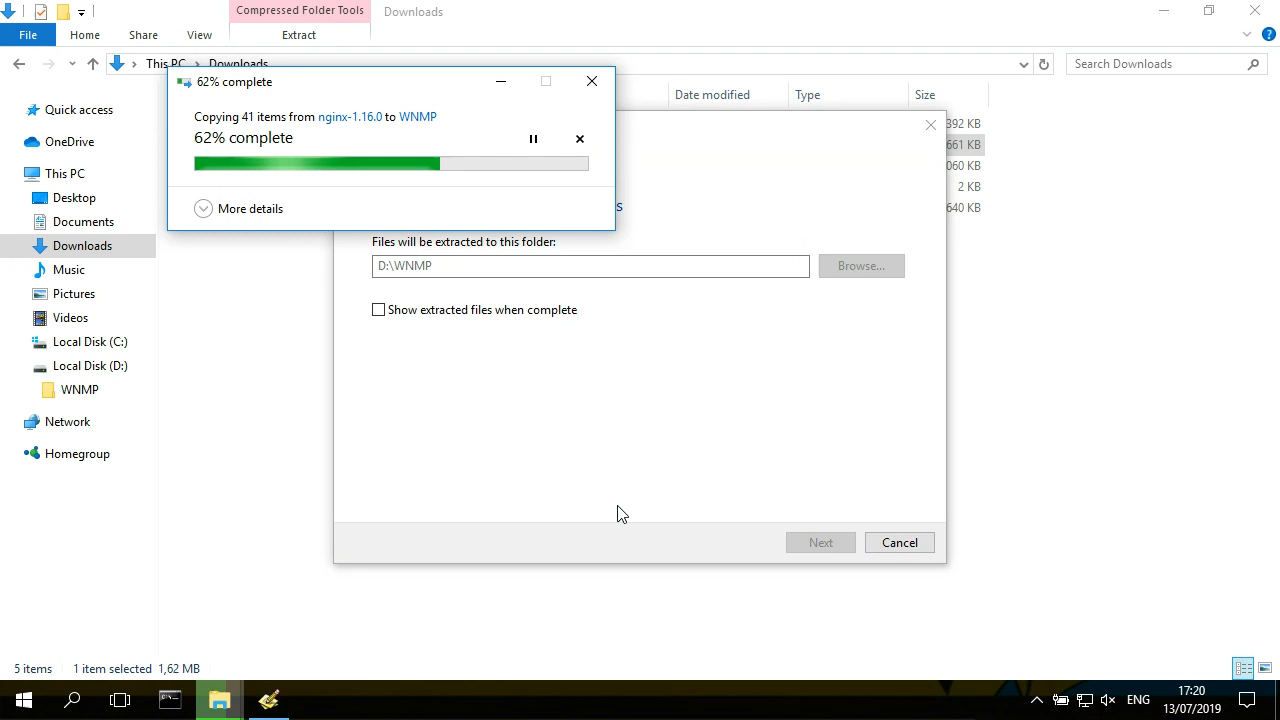 Compressed Folder Tools
Downloads
File
Home
Share
View
Extract
This PC
Downloads
Search Downloads
62% complete
Date modified
Type
Size
Copying 41 items from nginx-1.16.0 to WNMP
62% complete
More details
392 KB
661 KB
060 KB
2 KB
640 KB
s
Files will be extracted to this folder:
D:\WNMP
Browse...
Show extracted files when complete
Next
Cancel
Quick access
OneDrive
This PC
Desktop
Documents
Downloads
Music
Pictures
Videos
Local Disk (C:)
Local Disk (D:)
WNMP
Network
Homegroup
5 items
1 item selected 1,62 MB
ENG
17:20
13/07/2019